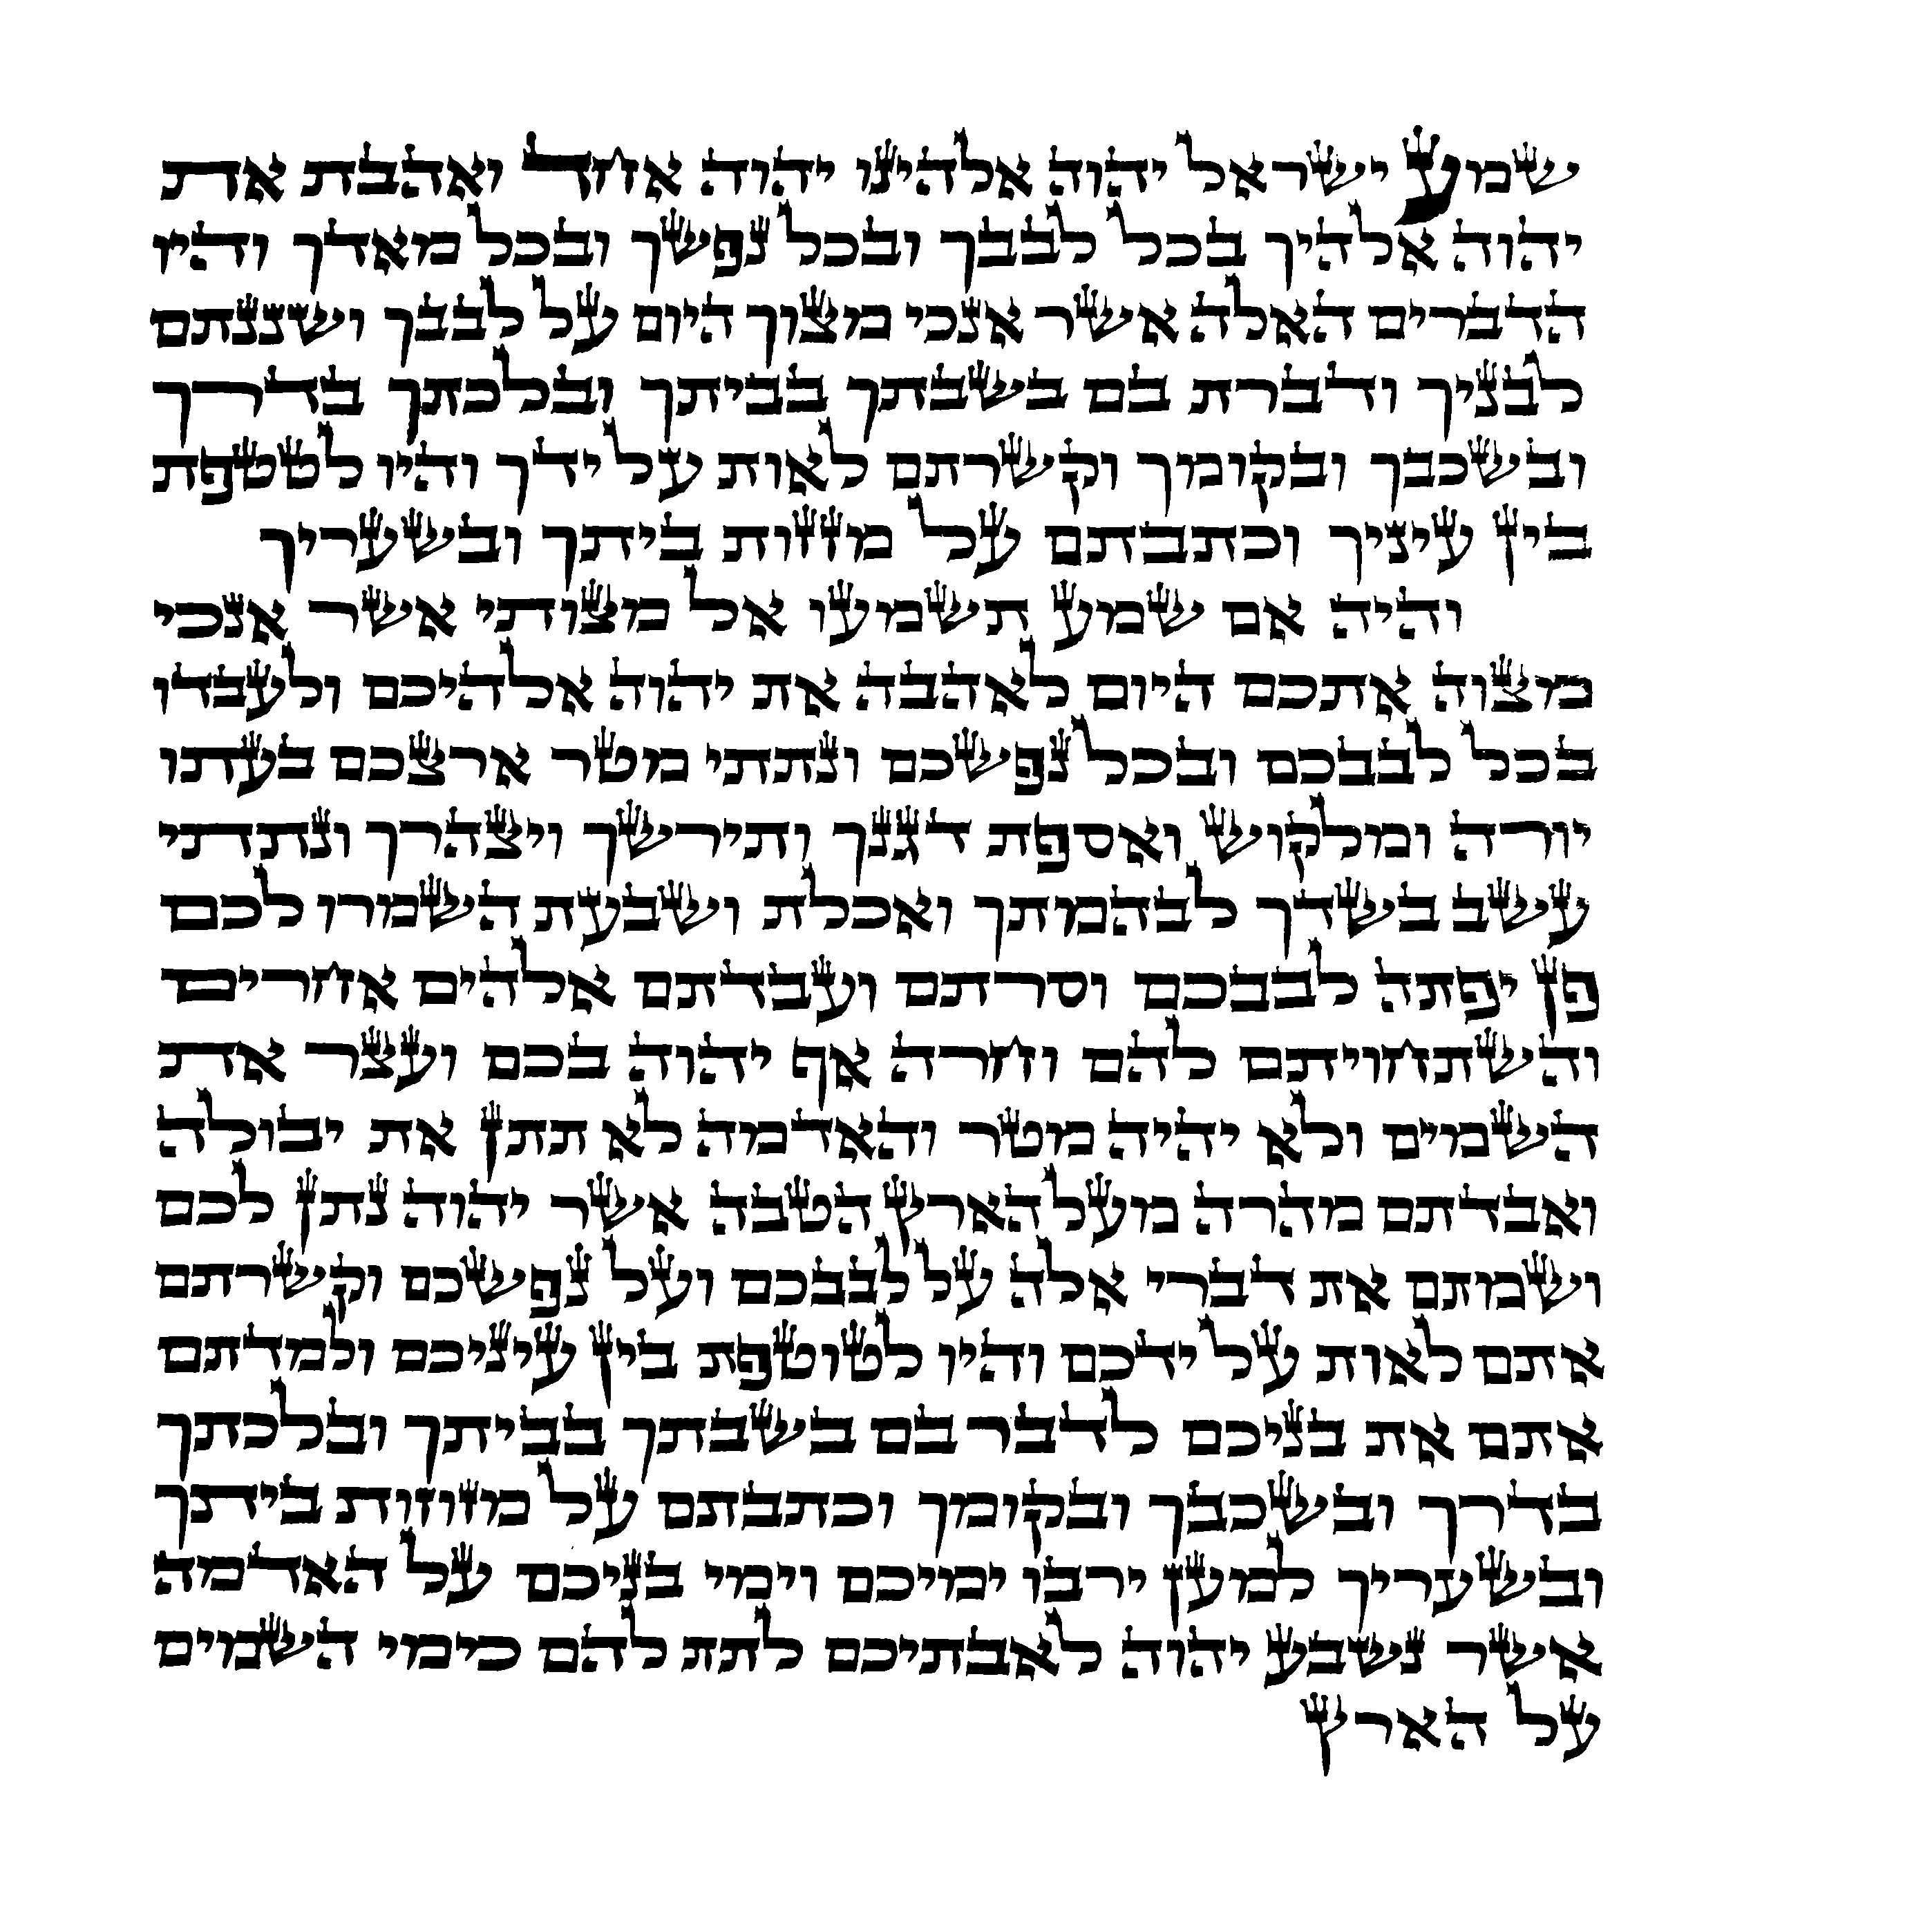 שמע ישראל יהוה אלהינו יהוה אחד ואהבת את
יהוה אלהיך בכל לבבך ובכל נפשך ובכל מאדך והיו
הדברים האלה אשר אנכי מצוך היום על לבבך ושננתם
לבניך ודברת בם בשבתך בביתך ובלכתך בדרך
ובשכבך ובקומך וקשרתם לאות על ידך והיו לטטפת
בין עיניך וכתבתם על מזזות ביתך ובשעריך
והיה אם שמע תשמעו אל מצותי אשר אנכי
מצוה אתכם היום לאהבה את יהוה אלהיכם ולעבדו
בכל לבבכם ובכל נפשכם ונתתי מטר ארצכם בעתו
יורה ומלקוש ואספת דגנך ותירשך ויצהרך ונתתי
עשב בשדך לבהמתך ואכלת ושבעת השמרו לכם
פן יפתה לבבכם וסרתם ועבדתם אלהים אחרים
והשתחויתם להם וחרה אף יהוה בכם ועצר את
השמים ולא יהיה מטר והאדמה לא תתן את יבולה
ואבדתם מהרה מעל הארץ הטבה אשר יהוה נתן לכם
ושמתם את דברי אלה על לבבכם ועל נפשכם וקשרתם
אתם לאות על ידכם והיו לטוטפת בין עיניכם ולמדתם
אתם את בניכם לדבר בם בשבתך בביתך ובלכתך
בדרך ובשכבך ובקומך וכתבתם על מזוזות ביתך
ובשעריך למען ירבו ימיכם וימי בניכם על האדמה
אשר נשבע יהוה לאבתיכם לתת להם כימי השמים
על הארץ